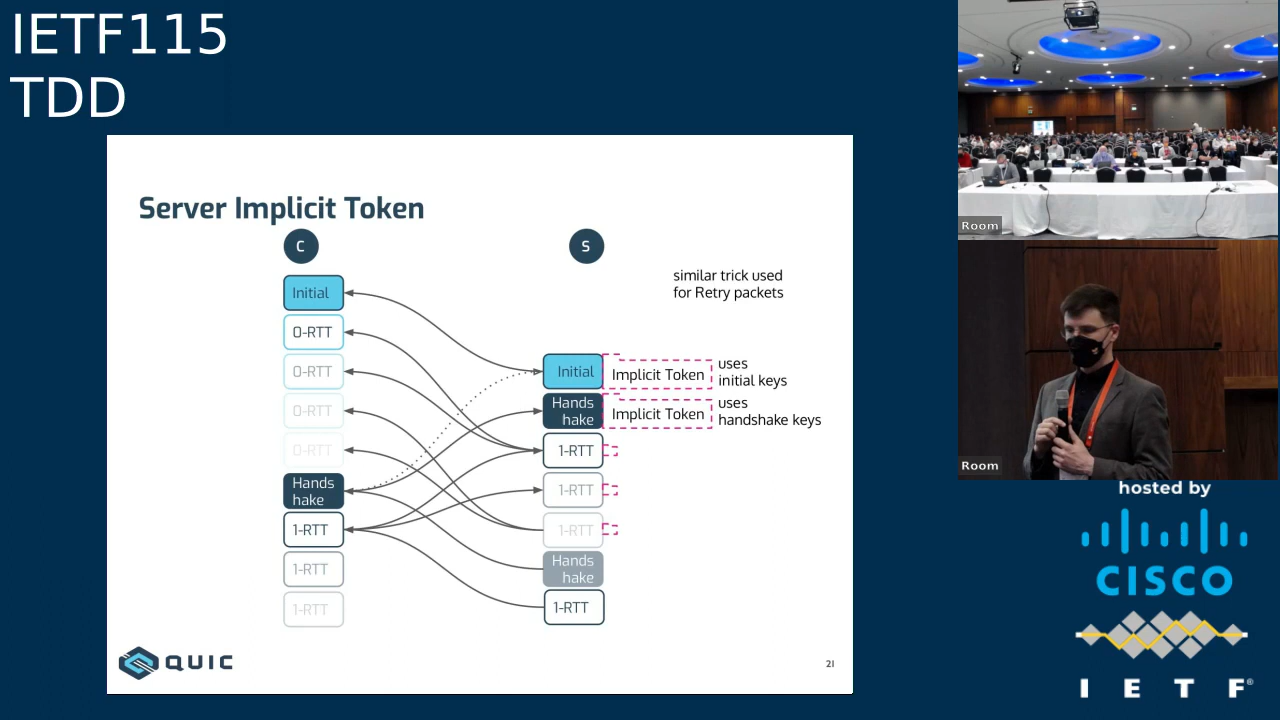 IETF115
TDD
Server Implicit Token
C
S
similar trick used
for Retry packets
Initial
0-RTT
0-RTT
0-RTT
0-RTT
Hands
hake
1-RTT
1-RTT
1-RTT
Initial
Implicit Token
uses
initial keys
Hands
hake
Implicit Token
uses
handshake keys
1-RTT
1-RTT
1-RTT
Hands
hake
1-RTT
QUIC
21
Room
Room
hosted by
CISCO
I E T F®